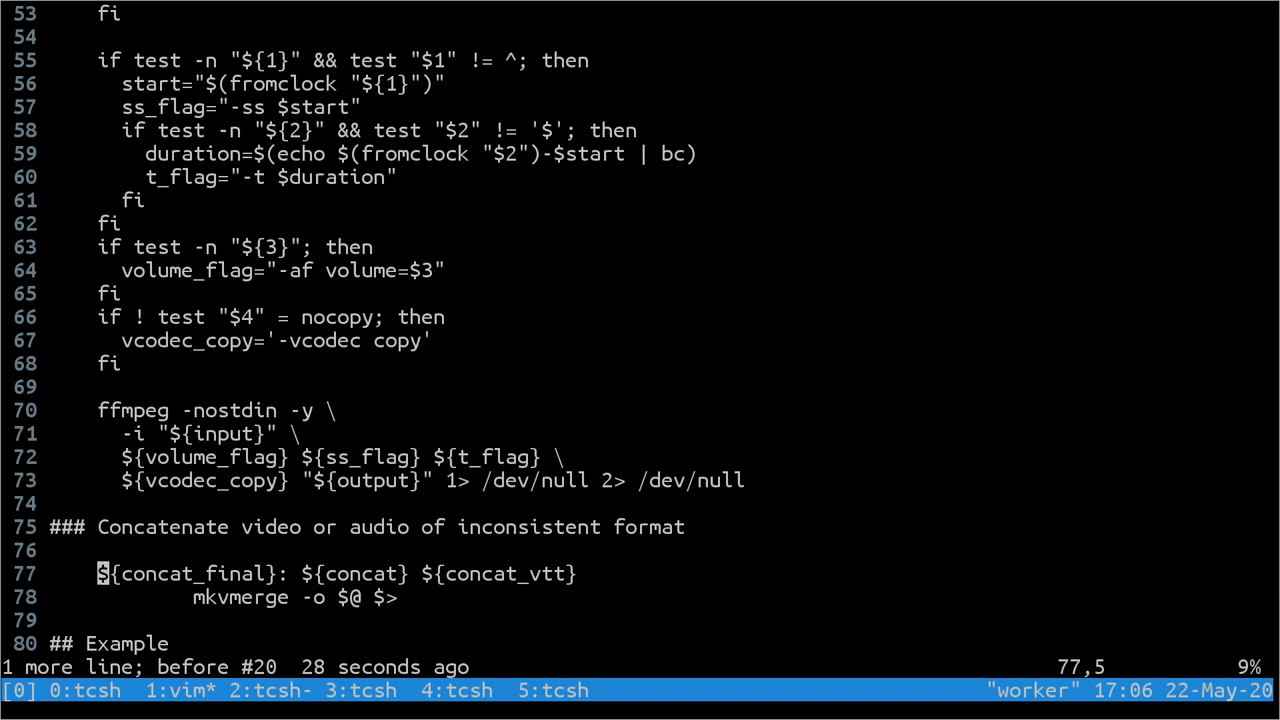 53     fi
54
55     if test -n "${1}" && test "$1" != ^; then
56       start="$(fromclock "${1}")"
57       ss_flag="-ss $start"
58       if test -n "${2}" && test "$2" != '$'; then
59         duration=$(echo $(fromclock "$2")-$start | bc)
60         t_flag="-t $duration"
61       fi
62     fi
63     if test -n "${3}"; then
64       volume_flag="-af volume=$3"
65     fi
66     if ! test "$4" = nocopy; then
67       vcodec_copy='-vcodec copy'
68     fi
69
70     ffmpeg -nostdin -y \
71       -i "${input}" \
72       ${volume_flag} ${ss_flag} ${t_flag} \
73       ${vcodec_copy} "${output}" 1> /dev/null 2> /dev/null
74
75 ### Concatenate video or audio of inconsistent format
76
77     ${concat_final}: ${concat} ${concat_vtt}
78             mkvmerge -o $@ $>
79
80 ## Example
1 more line; before #20  28 seconds ago                                                 77,5           9%
[0] 0:tcsh  1:vim* 2:tcsh- 3:tcsh  4:tcsh  5:tcsh                                 "worker" 17:06 22-May-20